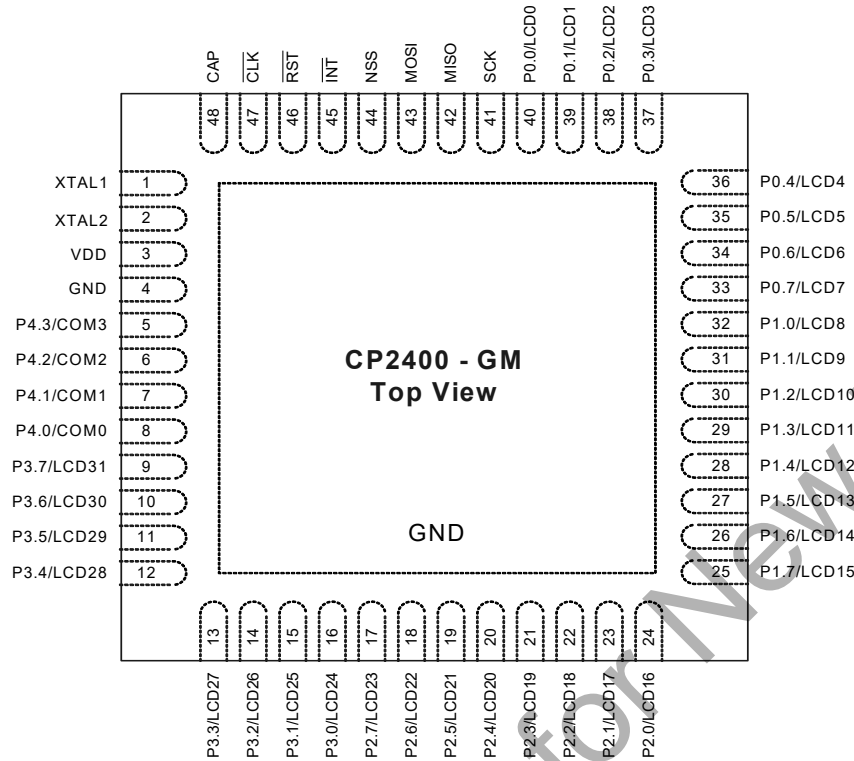 CAP
CLK
RST
INT
NSS
MOSI
MISO
SCK
P0.0/LCD0
P0.1/LCD1
P0.2/LCD2
P0.3/LCD3
48
47
46
45
44
43
42
41
40
39
38
37
XTAL1 1
XTAL2 2
VDD 3
GND 4
P4.3/COM3 5
P4.2/COM2 6
P4.1/COM1 7
P4.0/COM0 8
P3.7/LCD31 9
P3.6/LCD30 10
P3.5/LCD29 11
P3.4/LCD28 12
CP2400 - GM
Top View
GND
36 P0.4/LCD4
35 P0.5/LCD5
34 P0.6/LCD6
33 P0.7/LCD7
32 P1.0/LCD8
31 P1.1/LCD9
30 P1.2/LCD10
29 P1.3/LCD11
28 P1.4/LCD12
27 P1.5/LCD13
26 P1.6/LCD14
25 P1.7/LCD15
13
14
15
16
17
18
19
20
21
22
23
24
P3.3/LCD27
P3.2/LCD26
P3.1/LCD25
P3.0/LCD24
P2.7/LCD23
P2.6/LCD22
P2.5/LCD21
P2.4/LCD20
P2.3/LCD19
P2.2/LCD18
P2.1/LCD17
P2.0/LCD16
for New